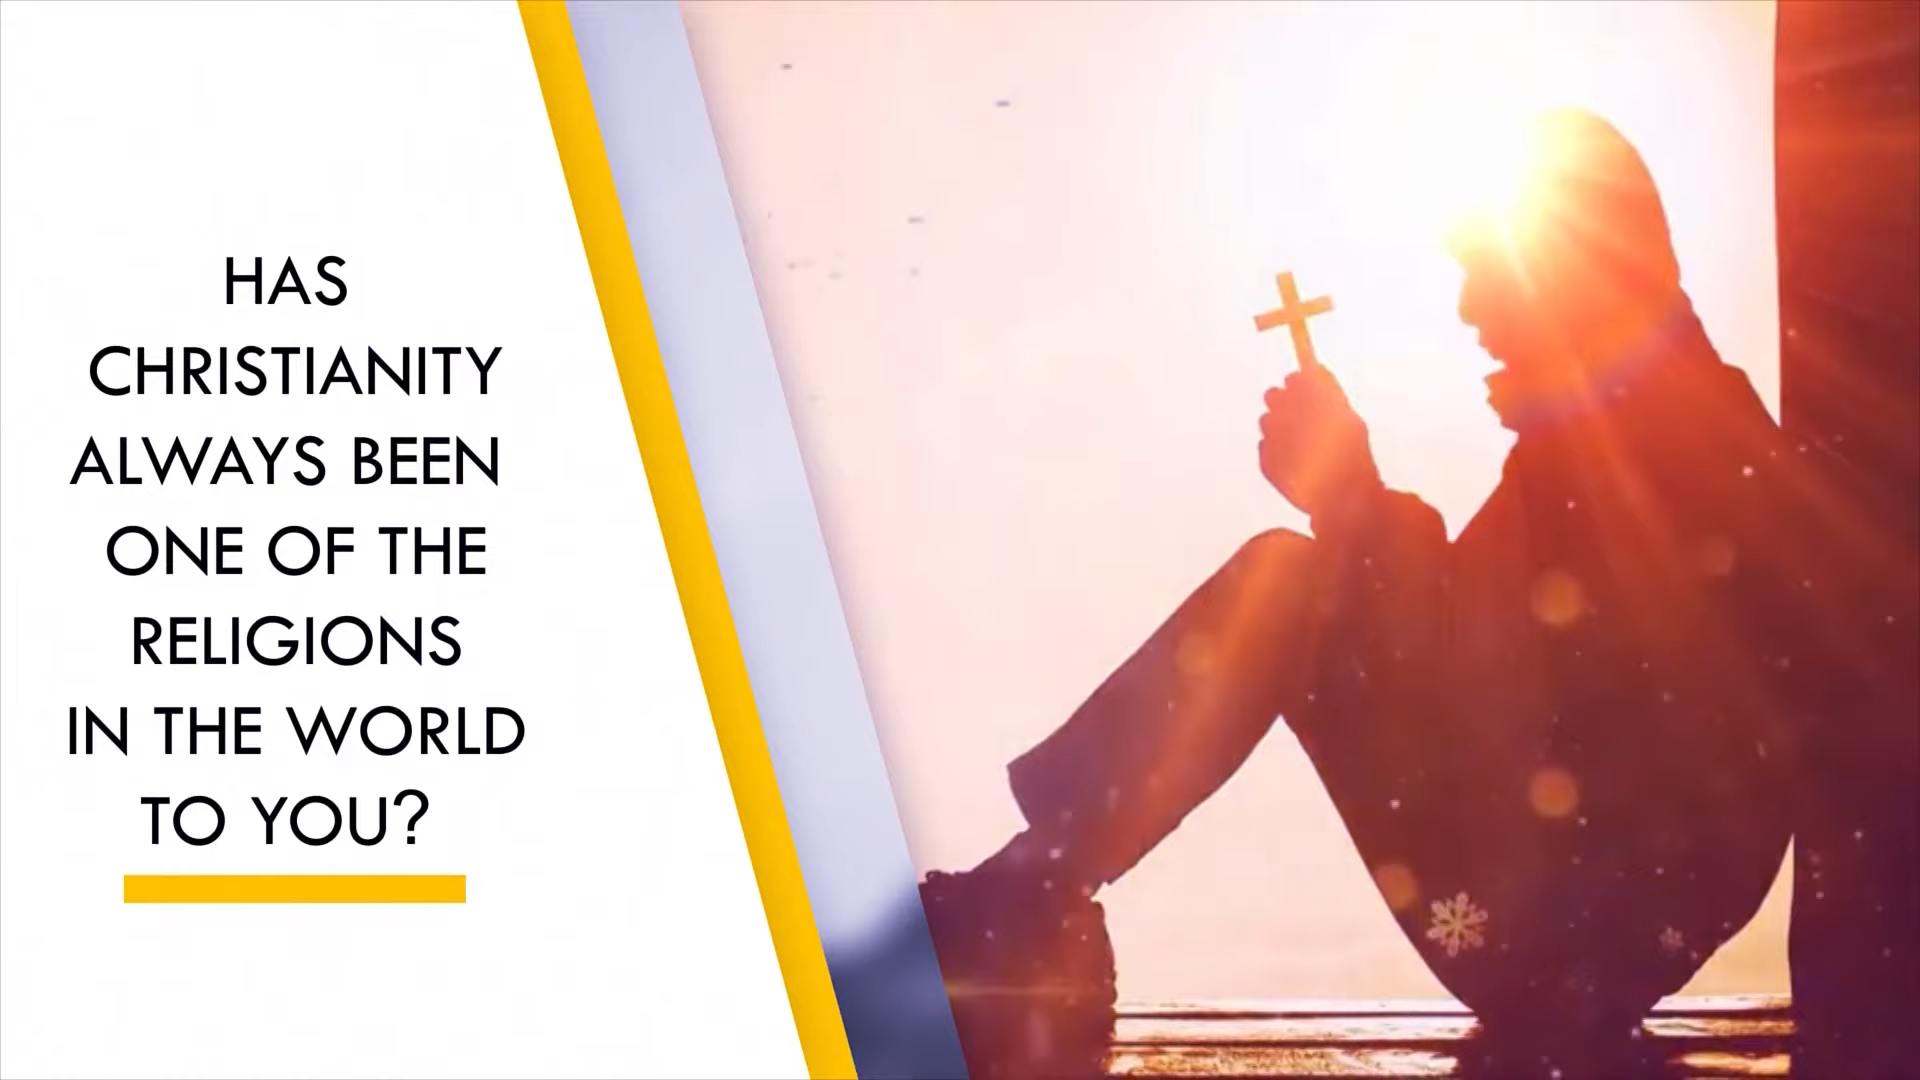 HAS
CHRISTIANITY
ALWAYS BEEN
ONE OF THE
RELIGIONS
IN THE WORLD
TO YOU?